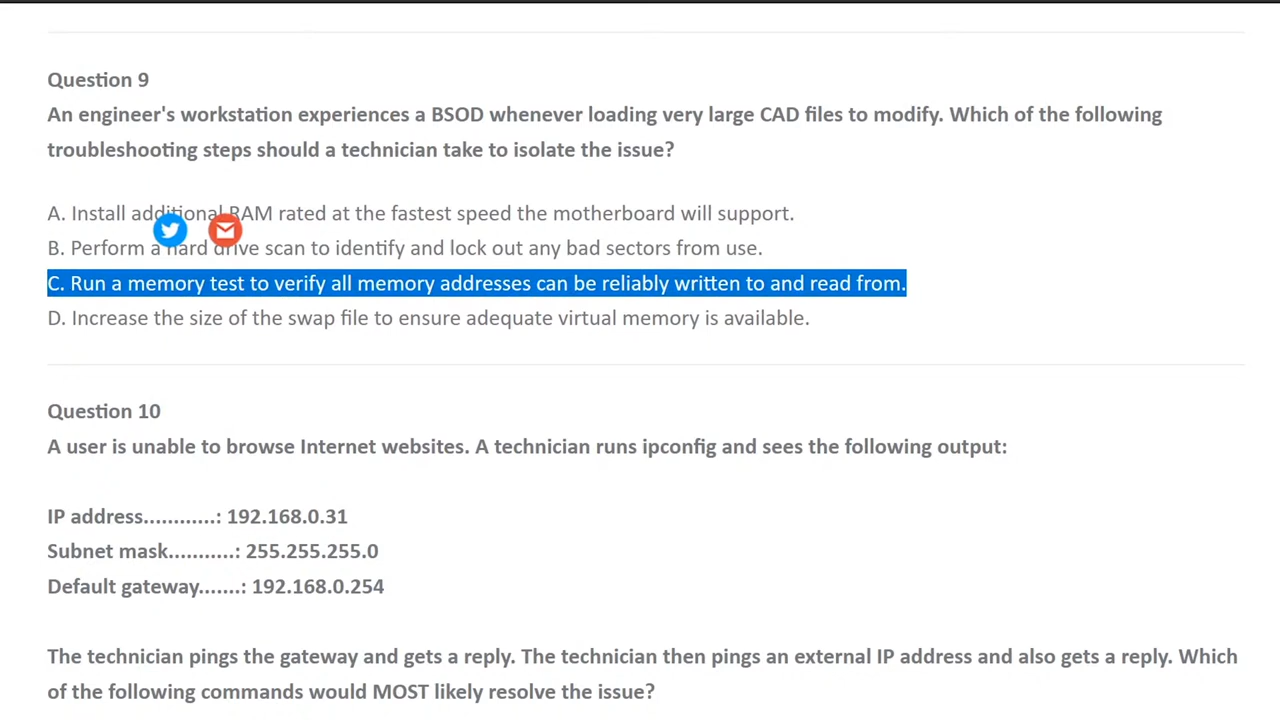 Question 9
An engineer's workstation experiences a BSOD whenever loading very large CAD files to modify. Which of the following
troubleshooting steps should a technician take to isolate the issue?
A. Install additional RAM rated at the fastest speed the motherboard will support.
B. Perform a hard drive scan to identify and lock out any bad sectors from use.
C. Run a memory test to verify all memory addresses can be reliably written to and read from.
D. Increase the size of the swap file to ensure adequate virtual memory is available.
Question 10
A user is unable to browse Internet websites. A technician runs ipconfig and sees the following output:
IP address............: 192.168.0.31
Subnet mask...........: 255.255.255.0
Default gateway.......: 192.168.0.254
The technician pings the gateway and gets a reply. The technician then pings an external IP address and also gets a reply. Which
of the following commands would MOST likely resolve the issue?